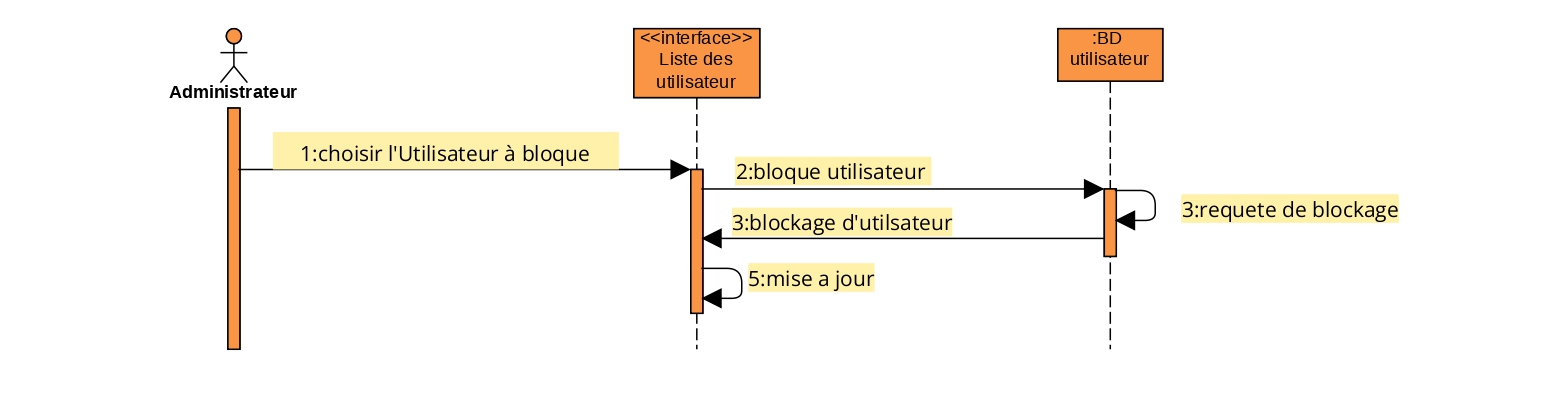 <<interface>>
Liste des
utilisateur
:BD
utilisateur
Administrateur
1:choisir l'Utilisateur à bloque
2:bloque utilisateur
3:requete de blockage
3:blockage d'utilsateur
5:mise a jour